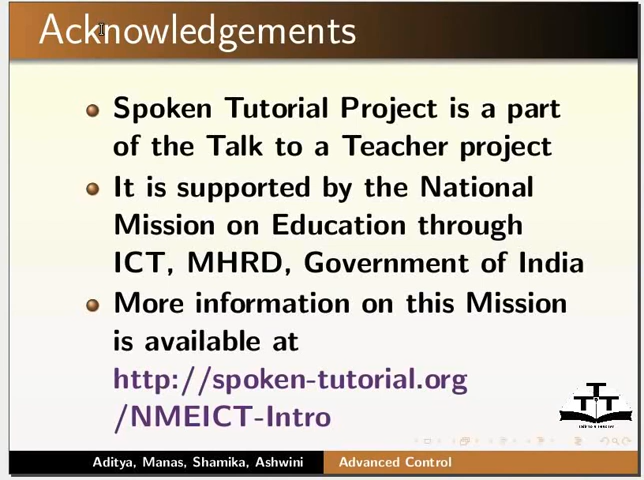 Acknowledgements
Spoken Tutorial Project is a part
of the Talk to a Teacher project
It is supported by the National
Mission on Education through
ICT, MHRD, Government of India
More information on this Mission
is available at
http://spoken-tutorial.org
/NMEICT-Intro
TTT
Aditya, Manas, Shamika, Ashwini
Advanced Control